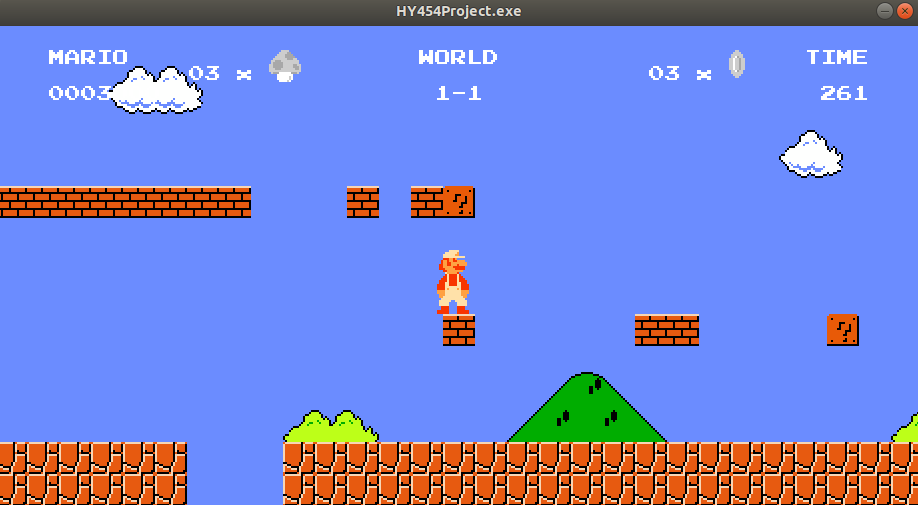 HY454Project.exe
MARIO WORLD TIME
03 x 03 x
0003 1-1 261
? ?